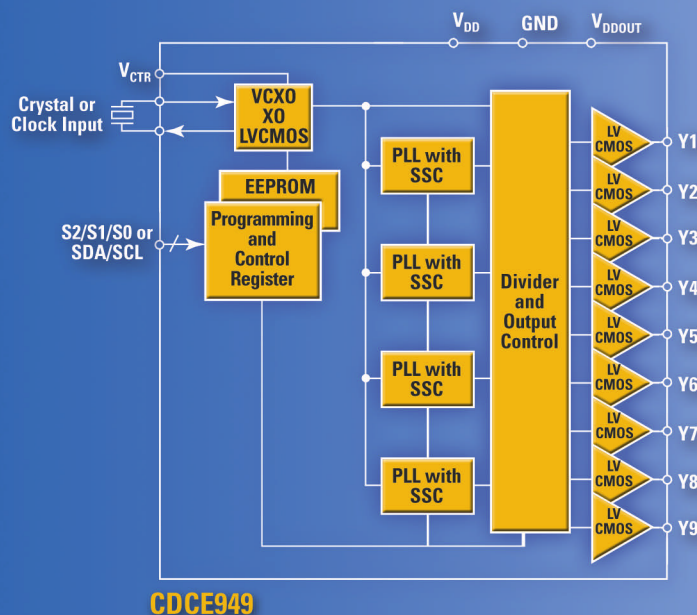 VDD
GND
VDDOUT
VCTR
Crystal or
Clock Input
VCXO
XO
LVCMOS
EEPROM
S2/S1/S0 or
SDA/SCL
Programming
and
Control
Register
PLL with
SSC
PLL with
SSC
PLL with
SSC
PLL with
SSC
Divider
and
Output
Control
LV
CMOS
Y1
LV
CMOS
Y2
LV
CMOS
Y3
LV
CMOS
Y4
LV
CMOS
Y5
LV
CMOS
Y6
LV
CMOS
Y7
LV
CMOS
Y8
LV
CMOS
Y9
CDCE949